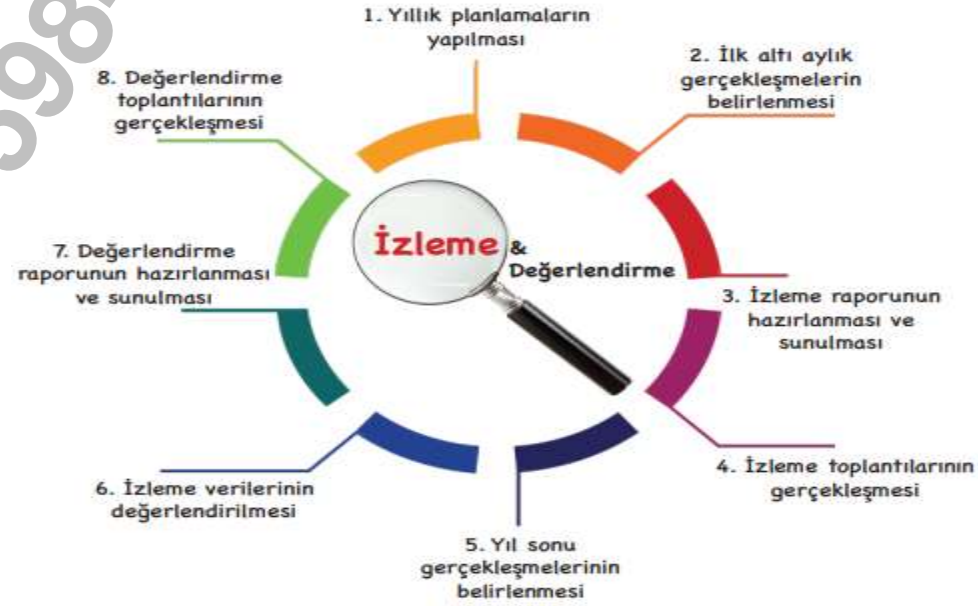 1. Yıllık planlamaların
yapılması
2. İlk altı aylık
gerçekleşmelerin
belirlenmesi
3. İzleme raporunun
hazırlanması ve
sunulması
4. İzleme toplantılarının
gerçekleşmesi
5. Yıl sonu
gerçekleşmelerinin
belirlenmesi
6. İzleme verilerinin
değerlendirilmesi
7. Değerlendirme
raporunun hazırlanması
ve sunulması
8. Değerlendirme
toplantılarının
gerçekleşmesi
İzleme &
Değerlendirme